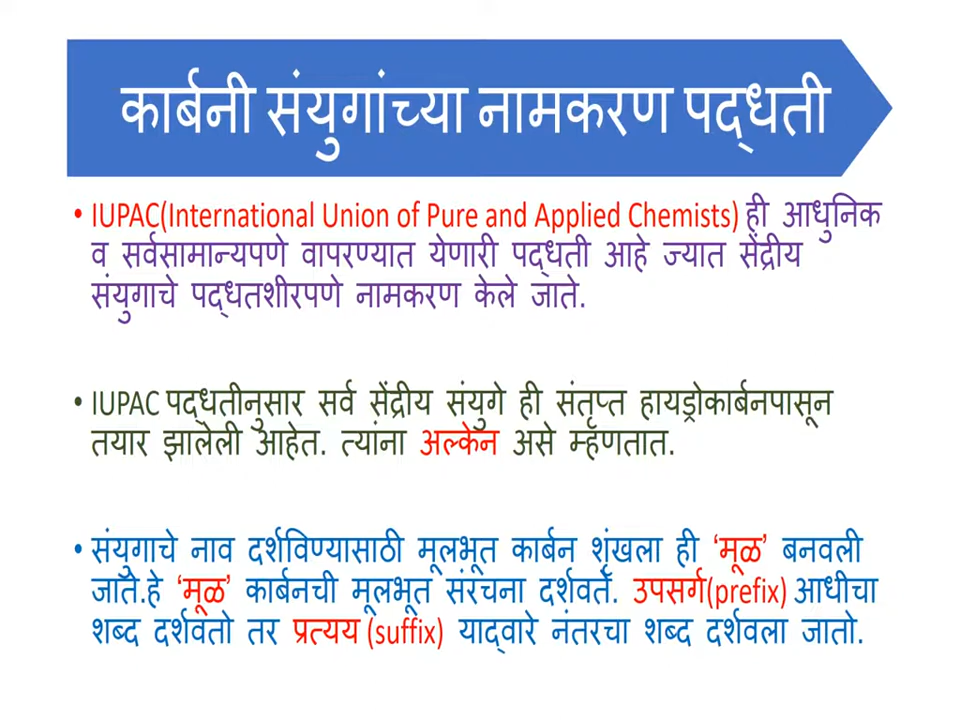 कार्बनी संयुगांच्या नामकरण पद्धती
• IUPAC(International Union of Pure and Applied Chemists) ही आधुनिक
व सर्वसामान्यपणे वापरण्यात येणारी पद्धती आहे ज्यात सेंद्रीय
संयुगाचे पद्धतशीरपणे नामकरण केले जाते.
• IUPAC पद्धतीनुसार सर्व सेंद्रीय संयुगे ही संतृप्त हायड्रोकार्बनपासून
तयार झालेली आहेत. त्यांना अल्केन असे म्हणतात.
• संयुगाचे नाव दर्शविण्यासाठी मूलभूत कार्बन शृंखला ही ‘मूळ’ बनवली
जाते.हे ‘मूळ’ कार्बनची मूलभूत संरचना दर्शवते. उपसर्ग(prefix) आधीचा
शब्द दर्शवतो तर प्रत्यय (suffix) याद्वारे नंतरचा शब्द दर्शवला जातो.